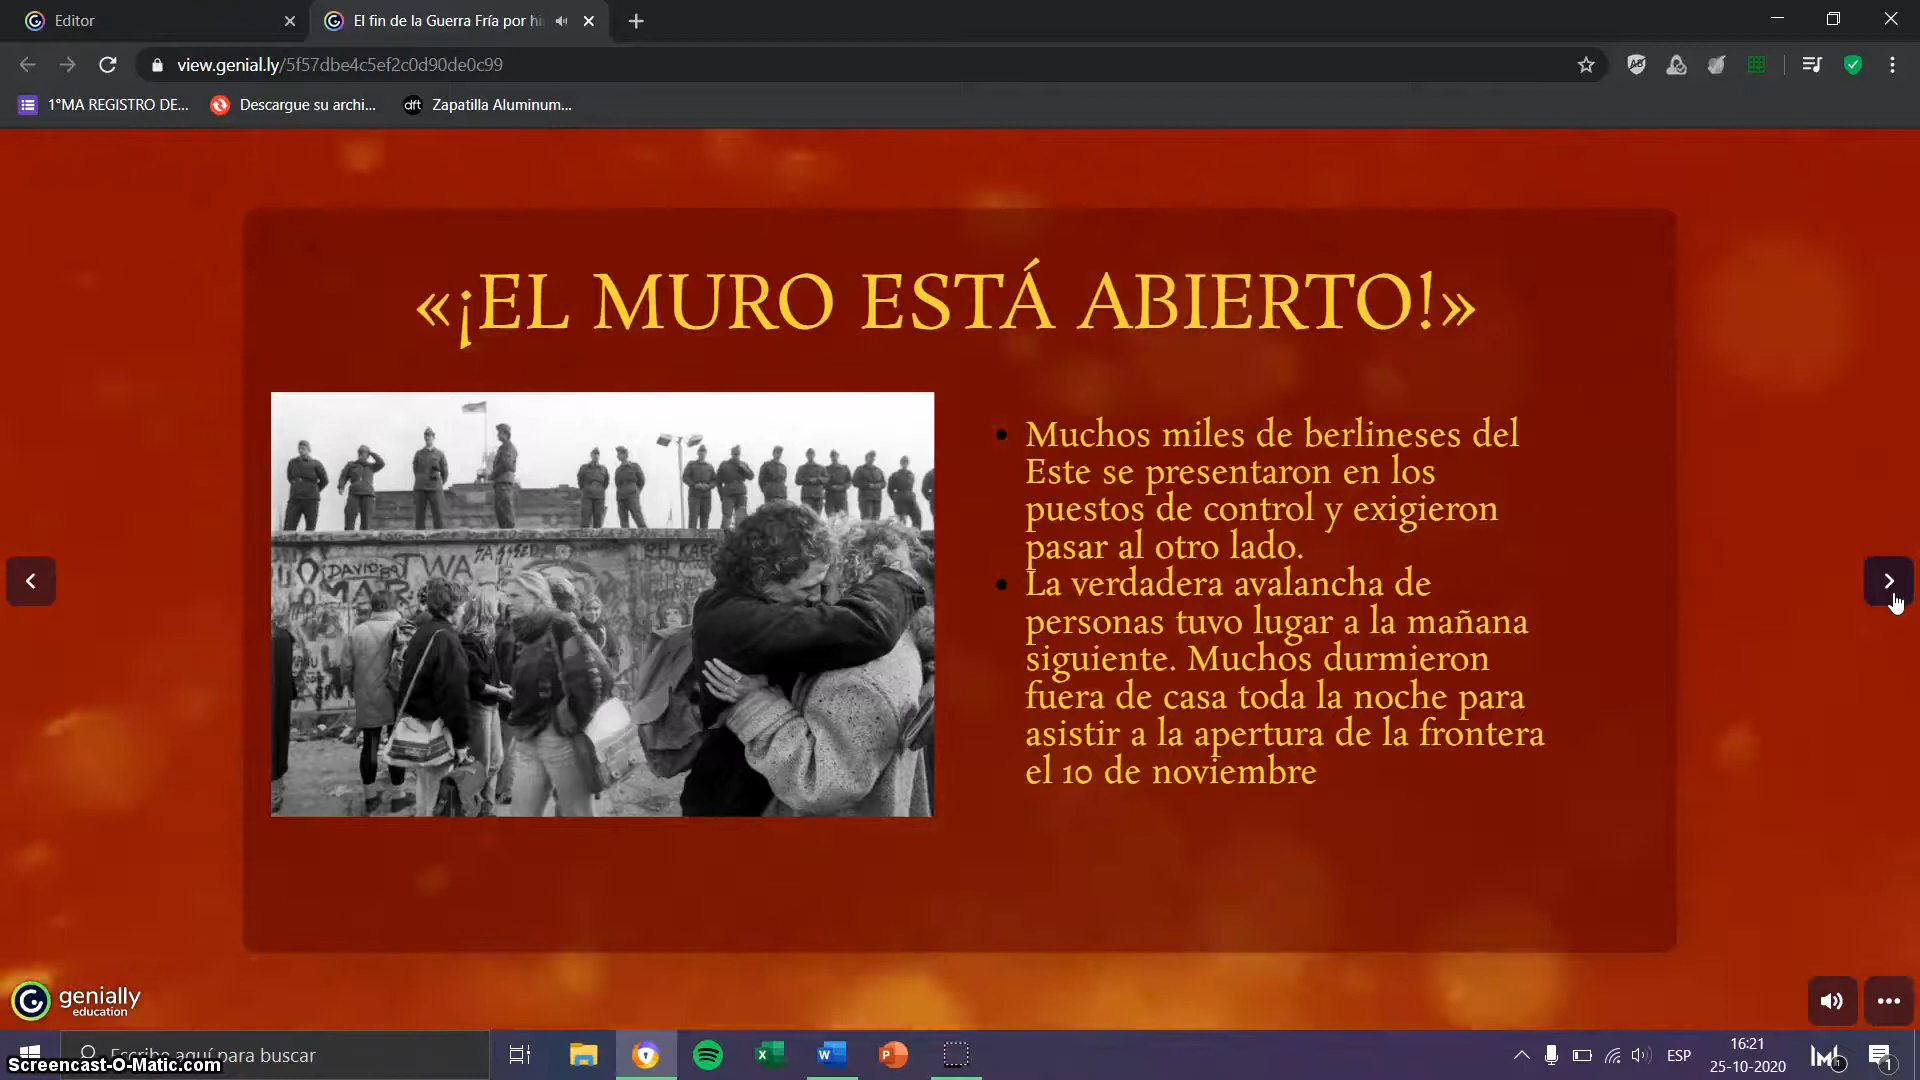 Editor
El fin de la Guerra Fría por hi
view.genial.ly/5f57dbe4c5ef2c0d90de0c99
1°MA REGISTRO DE...
Descargue su archi...
dft
Zapatilla Aluminum...
«¡EL MURO ESTÁ ABIERTO!»
Muchos miles de berlineses del
Este se presentaron en los
puestos de control y exigieron
pasar al otro lado.
La verdadera avalancha de
personas tuvo lugar a la mañana
siguiente. Muchos durmieron
fuera de casa toda la noche para
asistir a la apertura de la frontera
el 10 de noviembre
genially
education
Escribe aquí para buscar
Screencast-O-Matic.com
ESP
16:21
25-10-2020
1
1